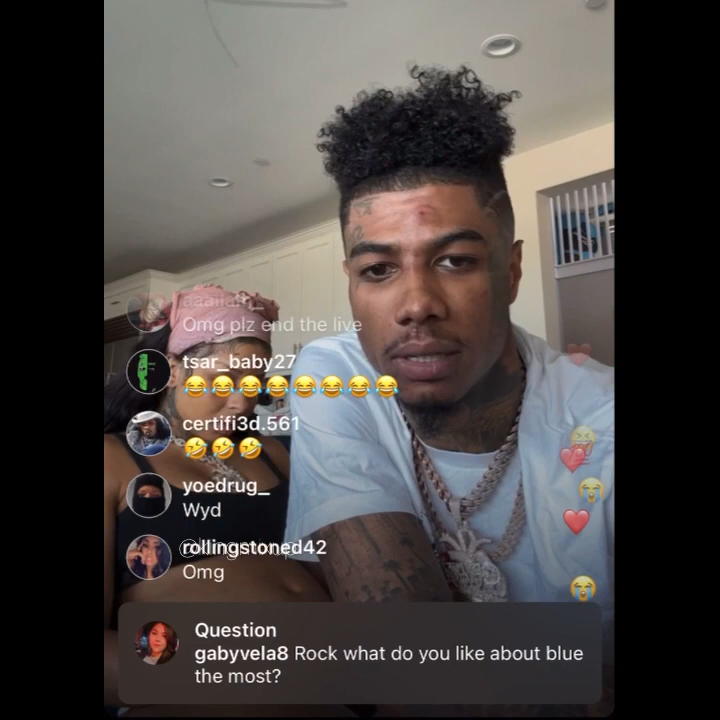 Omg plz end the live
tsar_baby27
😂😂😂😂😂😂😂😂
certifi3d.561
🤣🤣🤣
yoedrug_
Wyd
rollingstoned42
Omg
Question
gabyvela8 Rock what do you like about blue
the most?